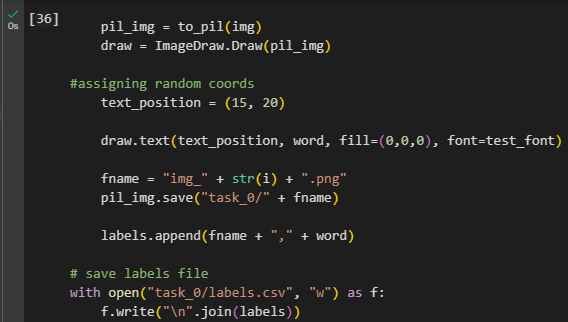 [36]
0s
    pil_img = to_pil(img)
    draw = ImageDraw.Draw(pil_img)
#assigning random coords
    text_position = (15, 20)
    draw.text(text_position, word, fill=(0,0,0), font=test_font)
    fname = "img_" + str(i) + ".png"
    pil_img.save("task_0/" + fname)
    labels.append(fname + "," + word)
# save labels file
with open("task_0/labels.csv", "w") as f:
    f.write("\n".join(labels))